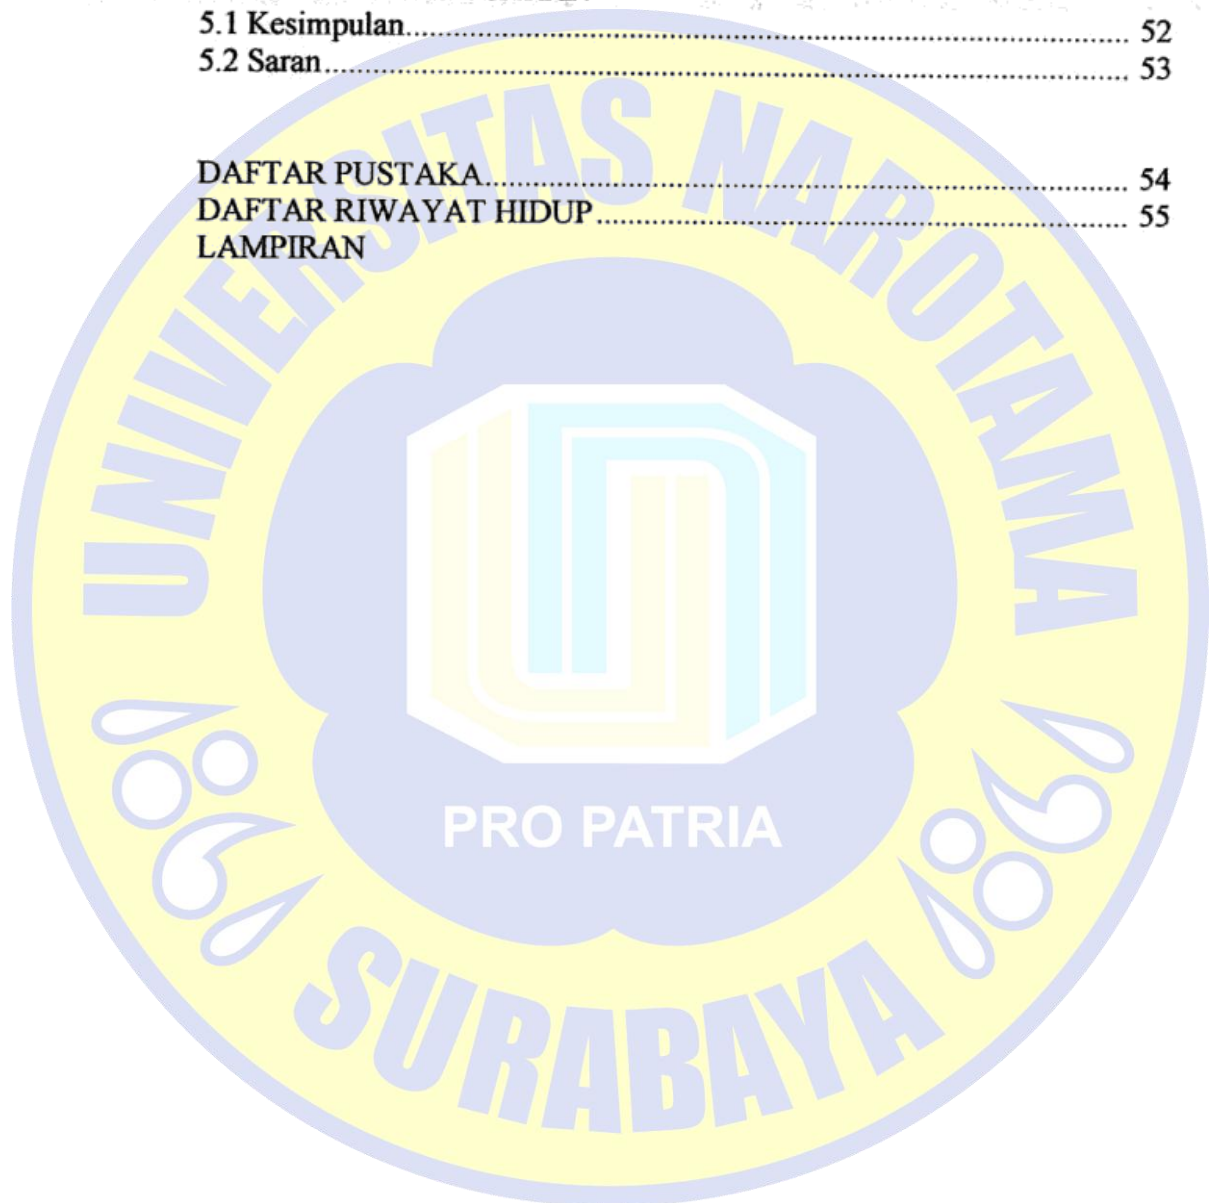 5.1 Kesimpulan........................................................................................................ 52
5.2 Saran................................................................................................................. 53
DAFTAR PUSTAKA............................................................................................ 54
DAFTAR RIWAYAT HIDUP.............................................................................. 55
LAMPIRAN
UNIVERSITAS NAROTAMA
PRO PATRIA
SURABAYA